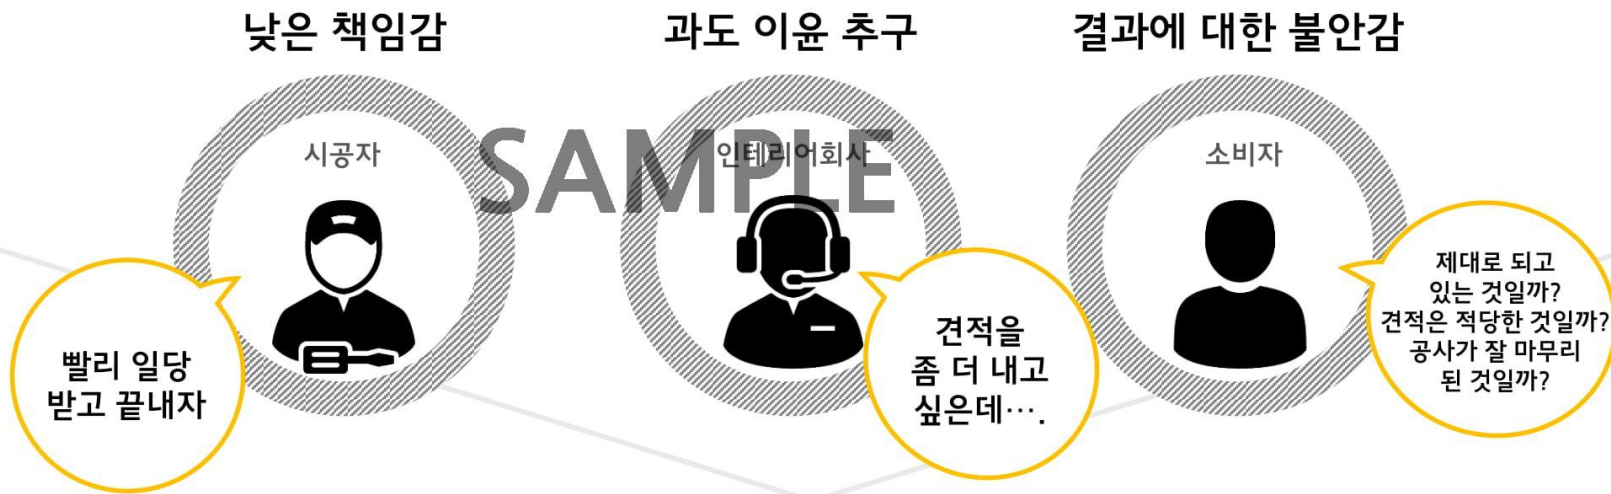 낮은 책임감
과도 이윤 추구
결과에 대한 불안감
시공자
인테리어회사
소비자
SAMPLE
빨리 일당
받고 끝내자
견적을
좀 더 내고
싶은데….
제대로 되고
있는 것일까?
견적은 적당한 것일까?
공사가 잘 마무리
된 것일까?